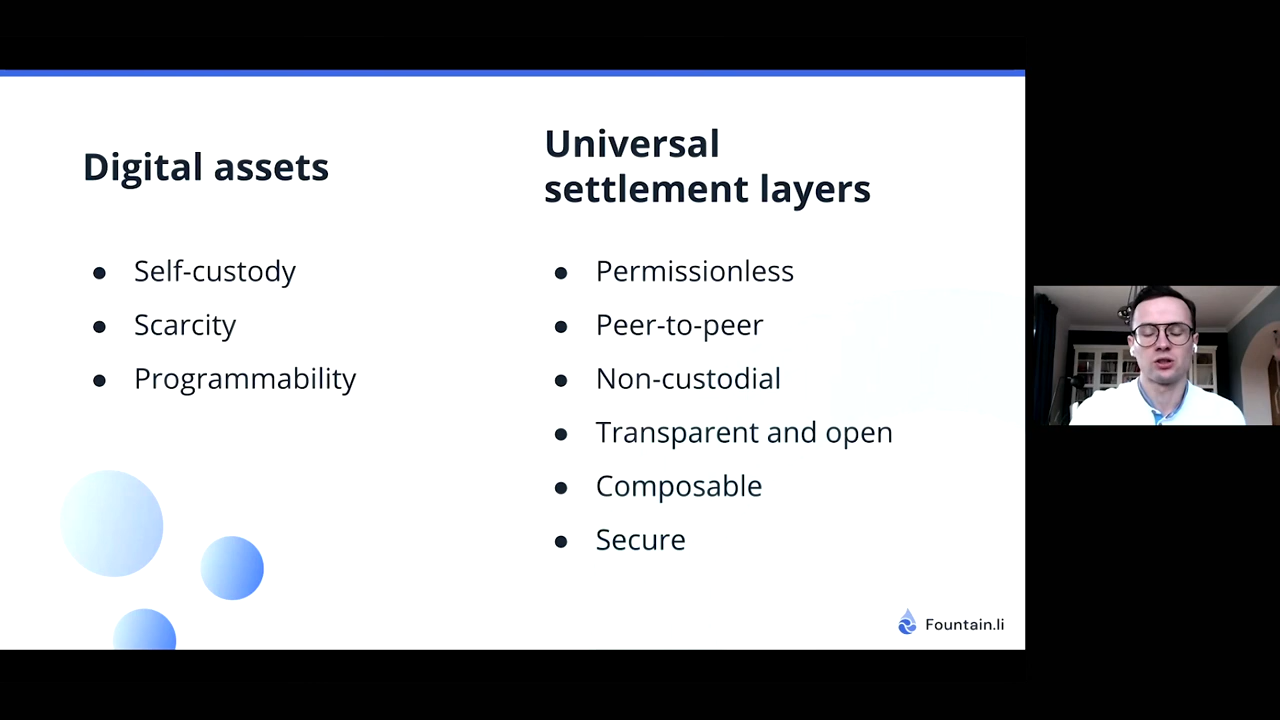 Digital assets
Self-custody
Scarcity
Programmability
Universal
settlement layers
Permissionless
Peer-to-peer
Non-custodial
Transparent and open
Composable
Secure
Fountain.li